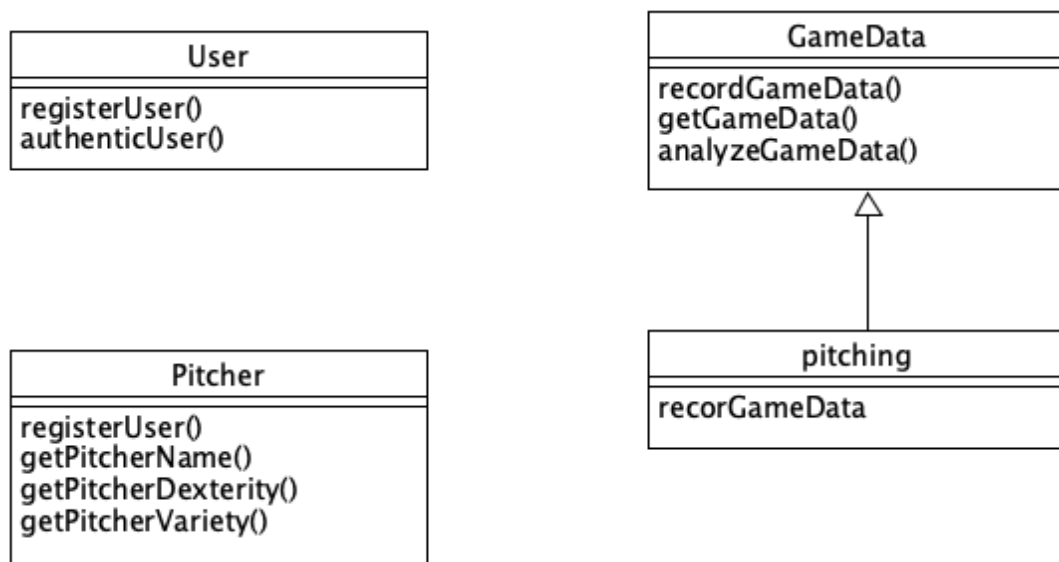 User
registerUser()
authenticUser()
GameData
recordGameData()
getGameData()
analyzeGameData()
Pitcher
registerUser()
getPitcherName()
getPitcherDexterity()
getPitcherVariety()
pitching
recorGameData